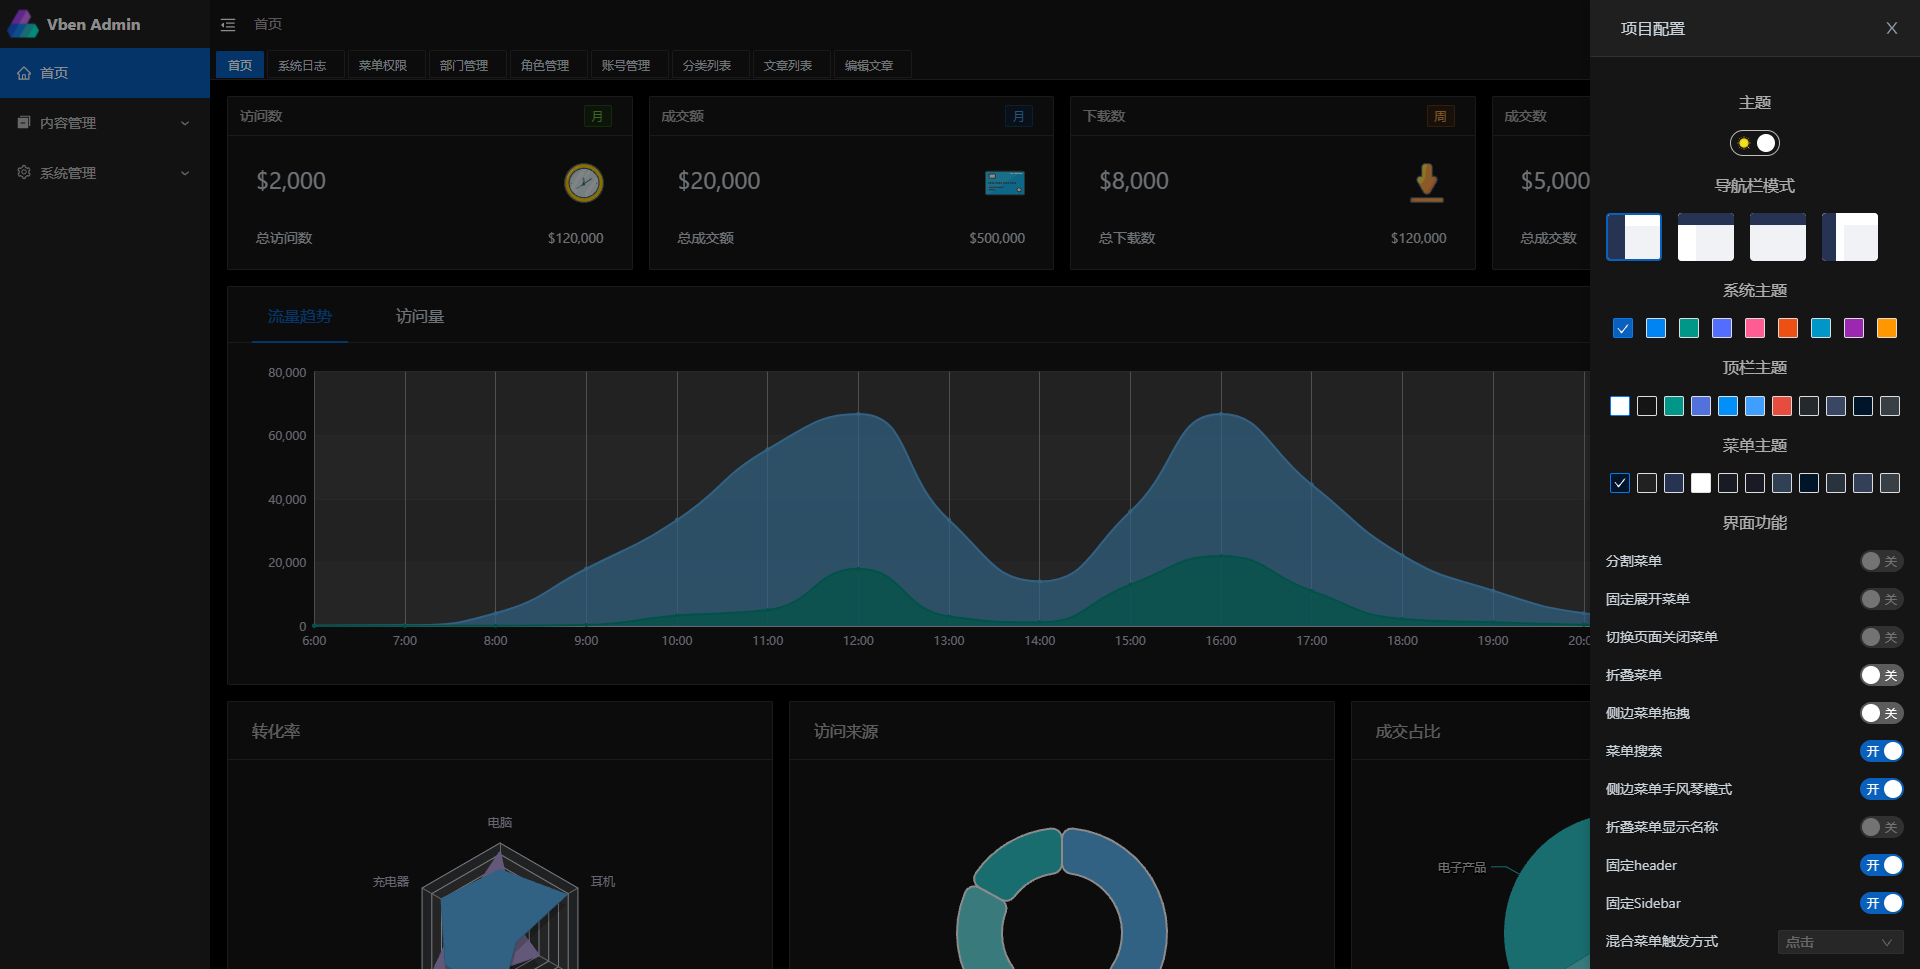 Vben Admin
首页
内容管理
系统管理
首页
首页
系统日志
菜单权限
部门管理
角色管理
账号管理
分类列表
文章列表
编辑文章
访问数
月
$2,000
总访问数
$120,000
成交额
月
$20,000
总成交额
$500,000
下载数
周
$8,000
总下载数
$120,000
成交数
$5,000
总成交数
流量趋势
访问量
80,000
60,000
40,000
20,000
0
6:00
7:00
8:00
9:00
10:00
11:00
12:00
13:00
14:00
15:00
16:00
17:00
18:00
19:00
20:0
转化率
电脑
充电器
耳机
访问来源
成交占比
电子产品
项目配置
主题
导航栏模式
系统主题
顶栏主题
菜单主题
界面功能
分割菜单
关
固定展开菜单
关
切换页面关闭菜单
关
折叠菜单
关
侧边菜单拖拽
关
菜单搜索
开
侧边菜单手风琴模式
开
折叠菜单显示名称
关
固定header
开
固定Sidebar
开
混合菜单触发方式
点击